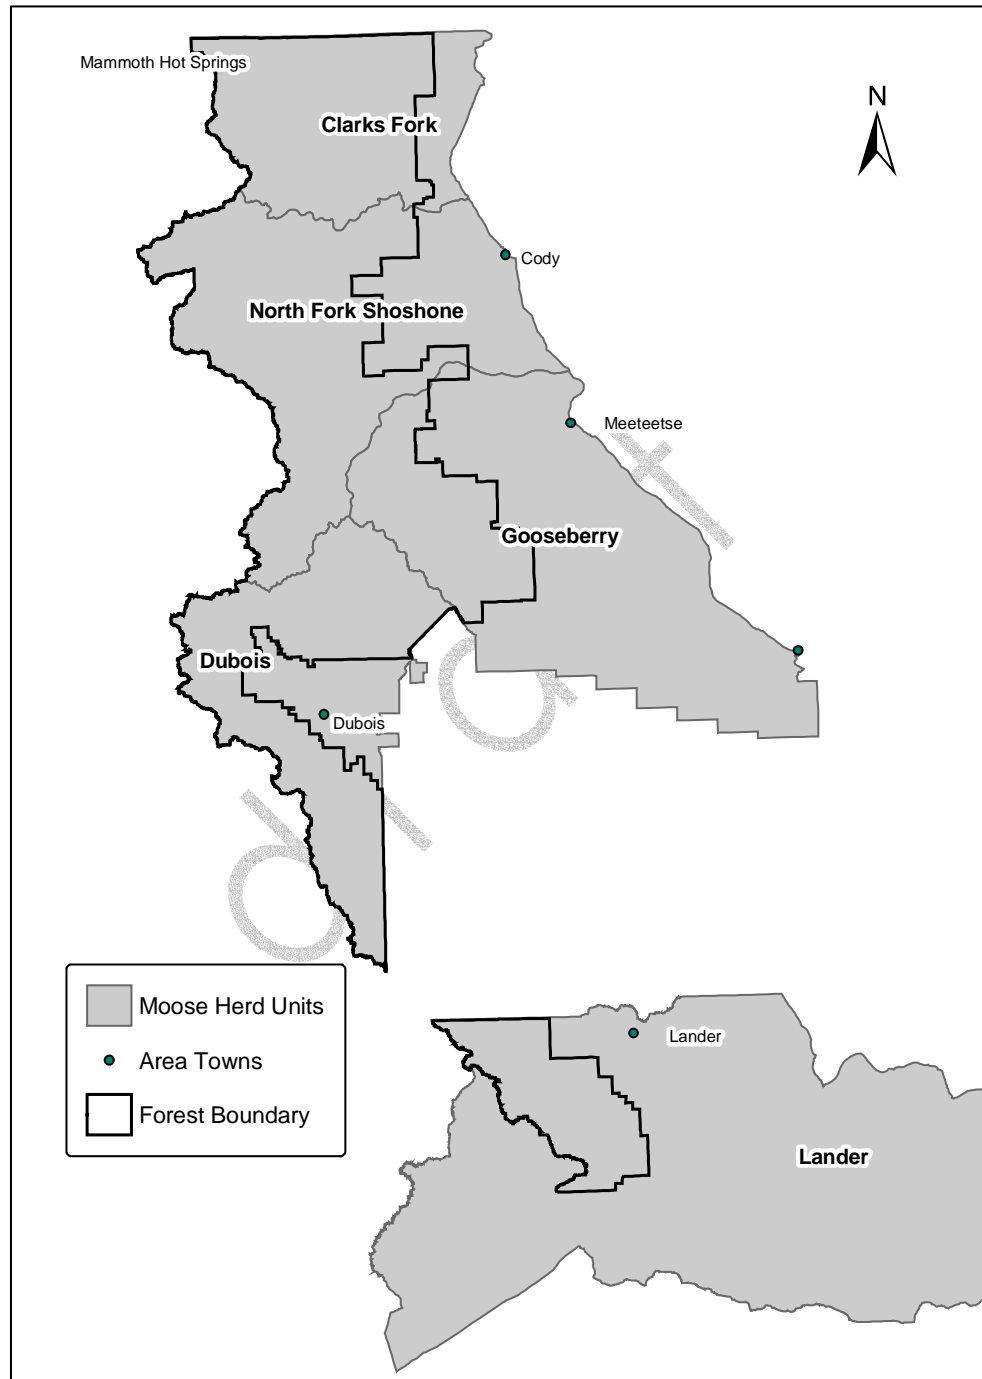 Mammoth Hot Springs
N
Clarks Fork
Cody
North Fork Shoshone
Meeteetse
Gooseberry
Dubois
Dubois
Moose Herd Units
Area Towns
Forest Boundary
Lander
Lander